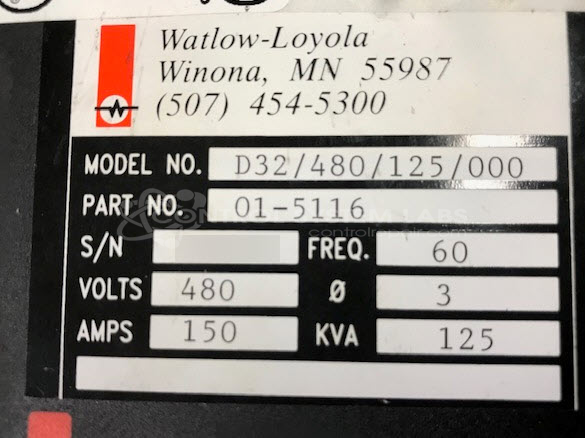 Watlow-Loyola
Winona, MN 55987
(507) 454-5300
MODEL NO. D32/480/125/000
PART NO. 01-5116
S/N FREQ. 60
VOLTS 480 Ø 3
AMPS 150 KVA 125